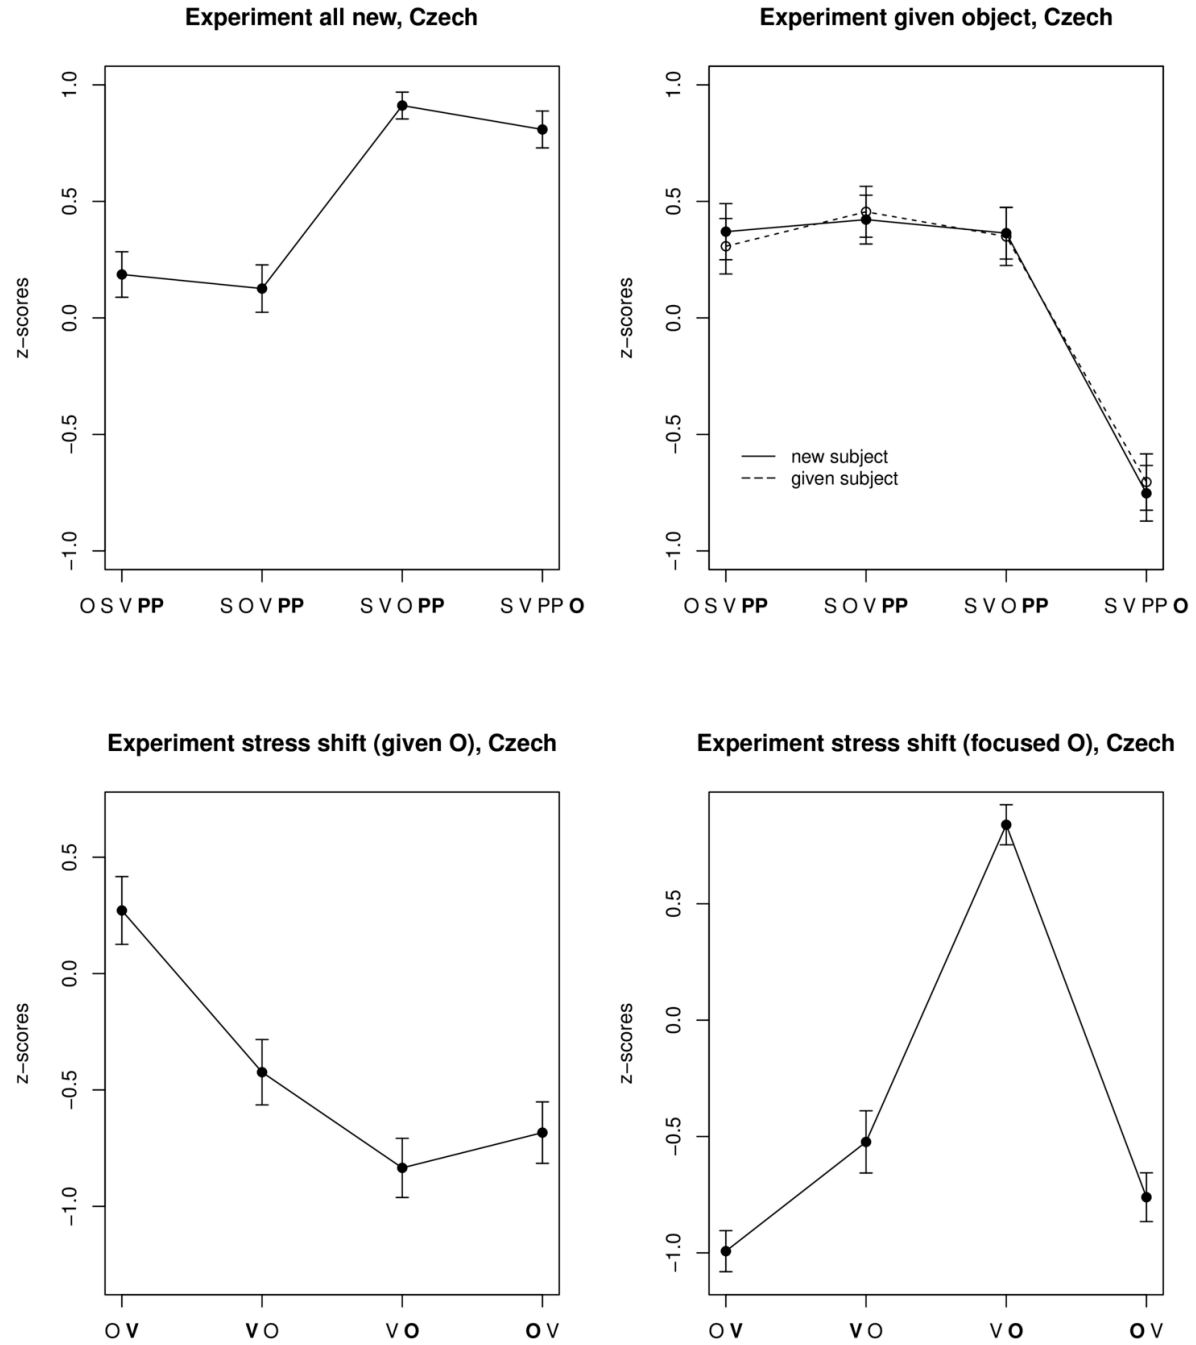 Experiment all new, Czech
z−scores
1.0
0.5
0.0
−0.5
−1.0
O S V PP
S O V PP
S V O PP
S V PP O
Experiment given object, Czech
z−scores
1.0
0.5
0.0
−0.5
−1.0
new subject
given subject
O S V PP
S O V PP
S V O PP
S V PP O
Experiment stress shift (given O), Czech
z−scores
0.5
0.0
−0.5
−1.0
O V
V O
V O
O V
Experiment stress shift (focused O), Czech
z−scores
0.5
0.0
−0.5
−1.0
O V
V O
V O
O V